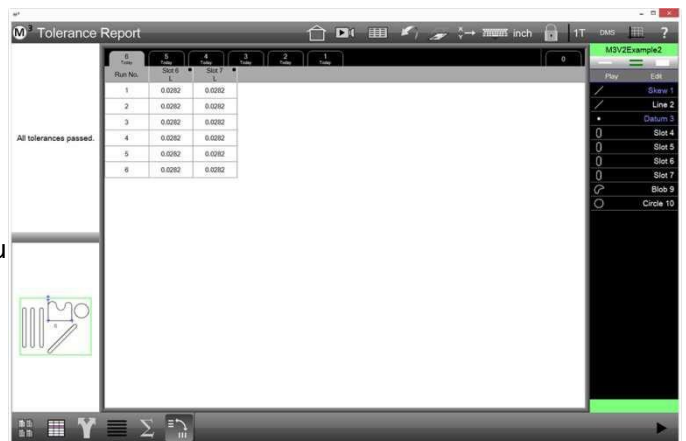 M³ Tolerance Report
inch
1T
DMS
?
M3V2Example2
Play Edit
Skew 1
Line 2
Datum 3
Slot 4
Slot 5
Slot 6
Slot 7
Blob 9
Circle 10
6 5 4 3 2 1 0
Today Today Today Today Today Today
Run No. Slot 6 Slot 7
L L
1 0.0282 0.0282
2 0.0282 0.0282
3 0.0282 0.0282
4 0.0282 0.0282
5 0.0282 0.0282
6 0.0282 0.0282
All tolerances passed.
u